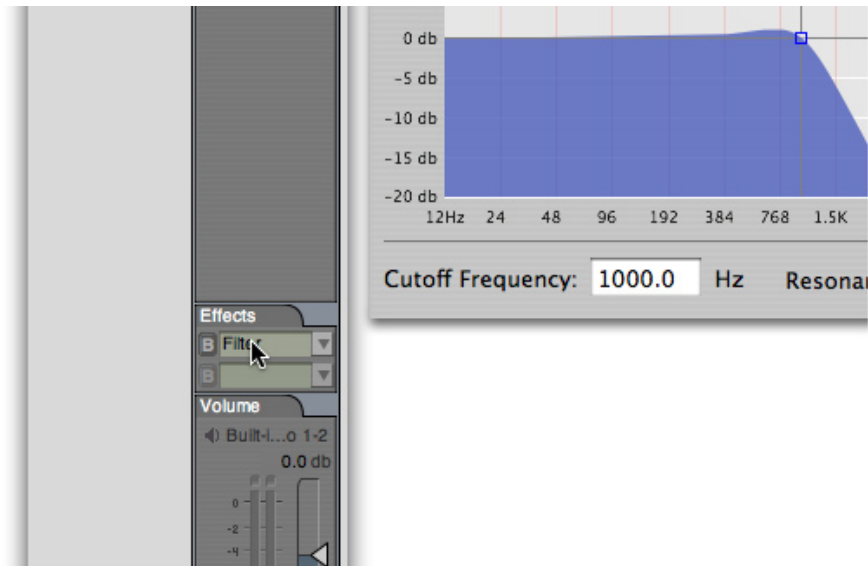 0 db
-5 db
-10 db
-15 db
-20 db
12Hz 24 48 96 192 384 768 1.5K
Cutoff Frequency: 1000.0 Hz Resonar
Effects
B Filter
B
Volume
Built-i...o 1-2
0.0 db
0
-2
-4